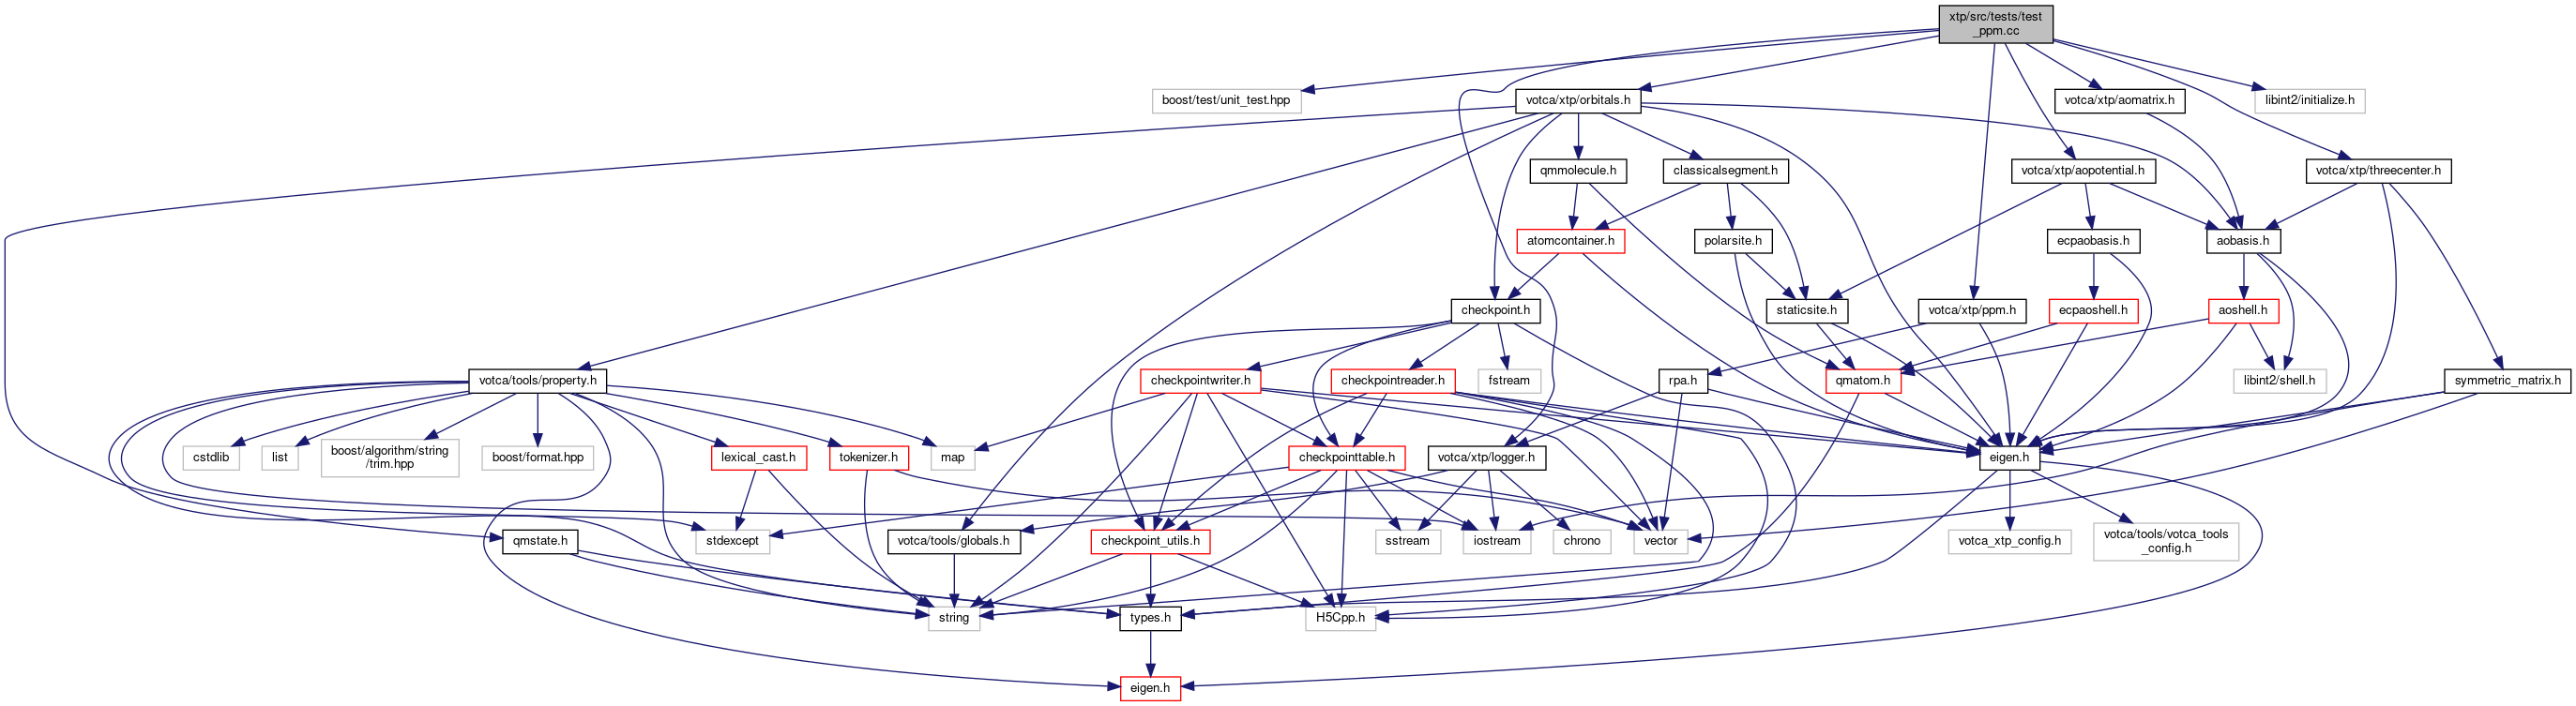 xtp/src/tests/test
_ppm.cc
boost/test/unit_test.hpp
votca/xtp/orbitals.h
votca/xtp/aomatrix.h
libint2/initialize.h
qmmolecule.h
classicalsegment.h
votca/xtp/aopotential.h
votca/xtp/threecenter.h
atomcontainer.h
polarsite.h
ecpaobasis.h
aobasis.h
checkpoint.h
staticsite.h
votca/xtp/ppm.h
ecpaoshell.h
aoshell.h
votca/tools/property.h
checkpointwriter.h
checkpointreader.h
fstream
rpa.h
qmatom.h
libint2/shell.h
symmetric_matrix.h
cstdlib
list
boost/algorithm/string
/trim.hpp
boost/format.hpp
lexical_cast.h
tokenizer.h
map
checkpointtable.h
votca/xtp/logger.h
eigen.h
qmstate.h
stdexcept
votca/tools/globals.h
checkpoint_utils.h
sstream
iostream
chrono
vector
votca_xtp_config.h
votca/tools/votca_tools
_config.h
string
types.h
H5Cpp.h
eigen.h